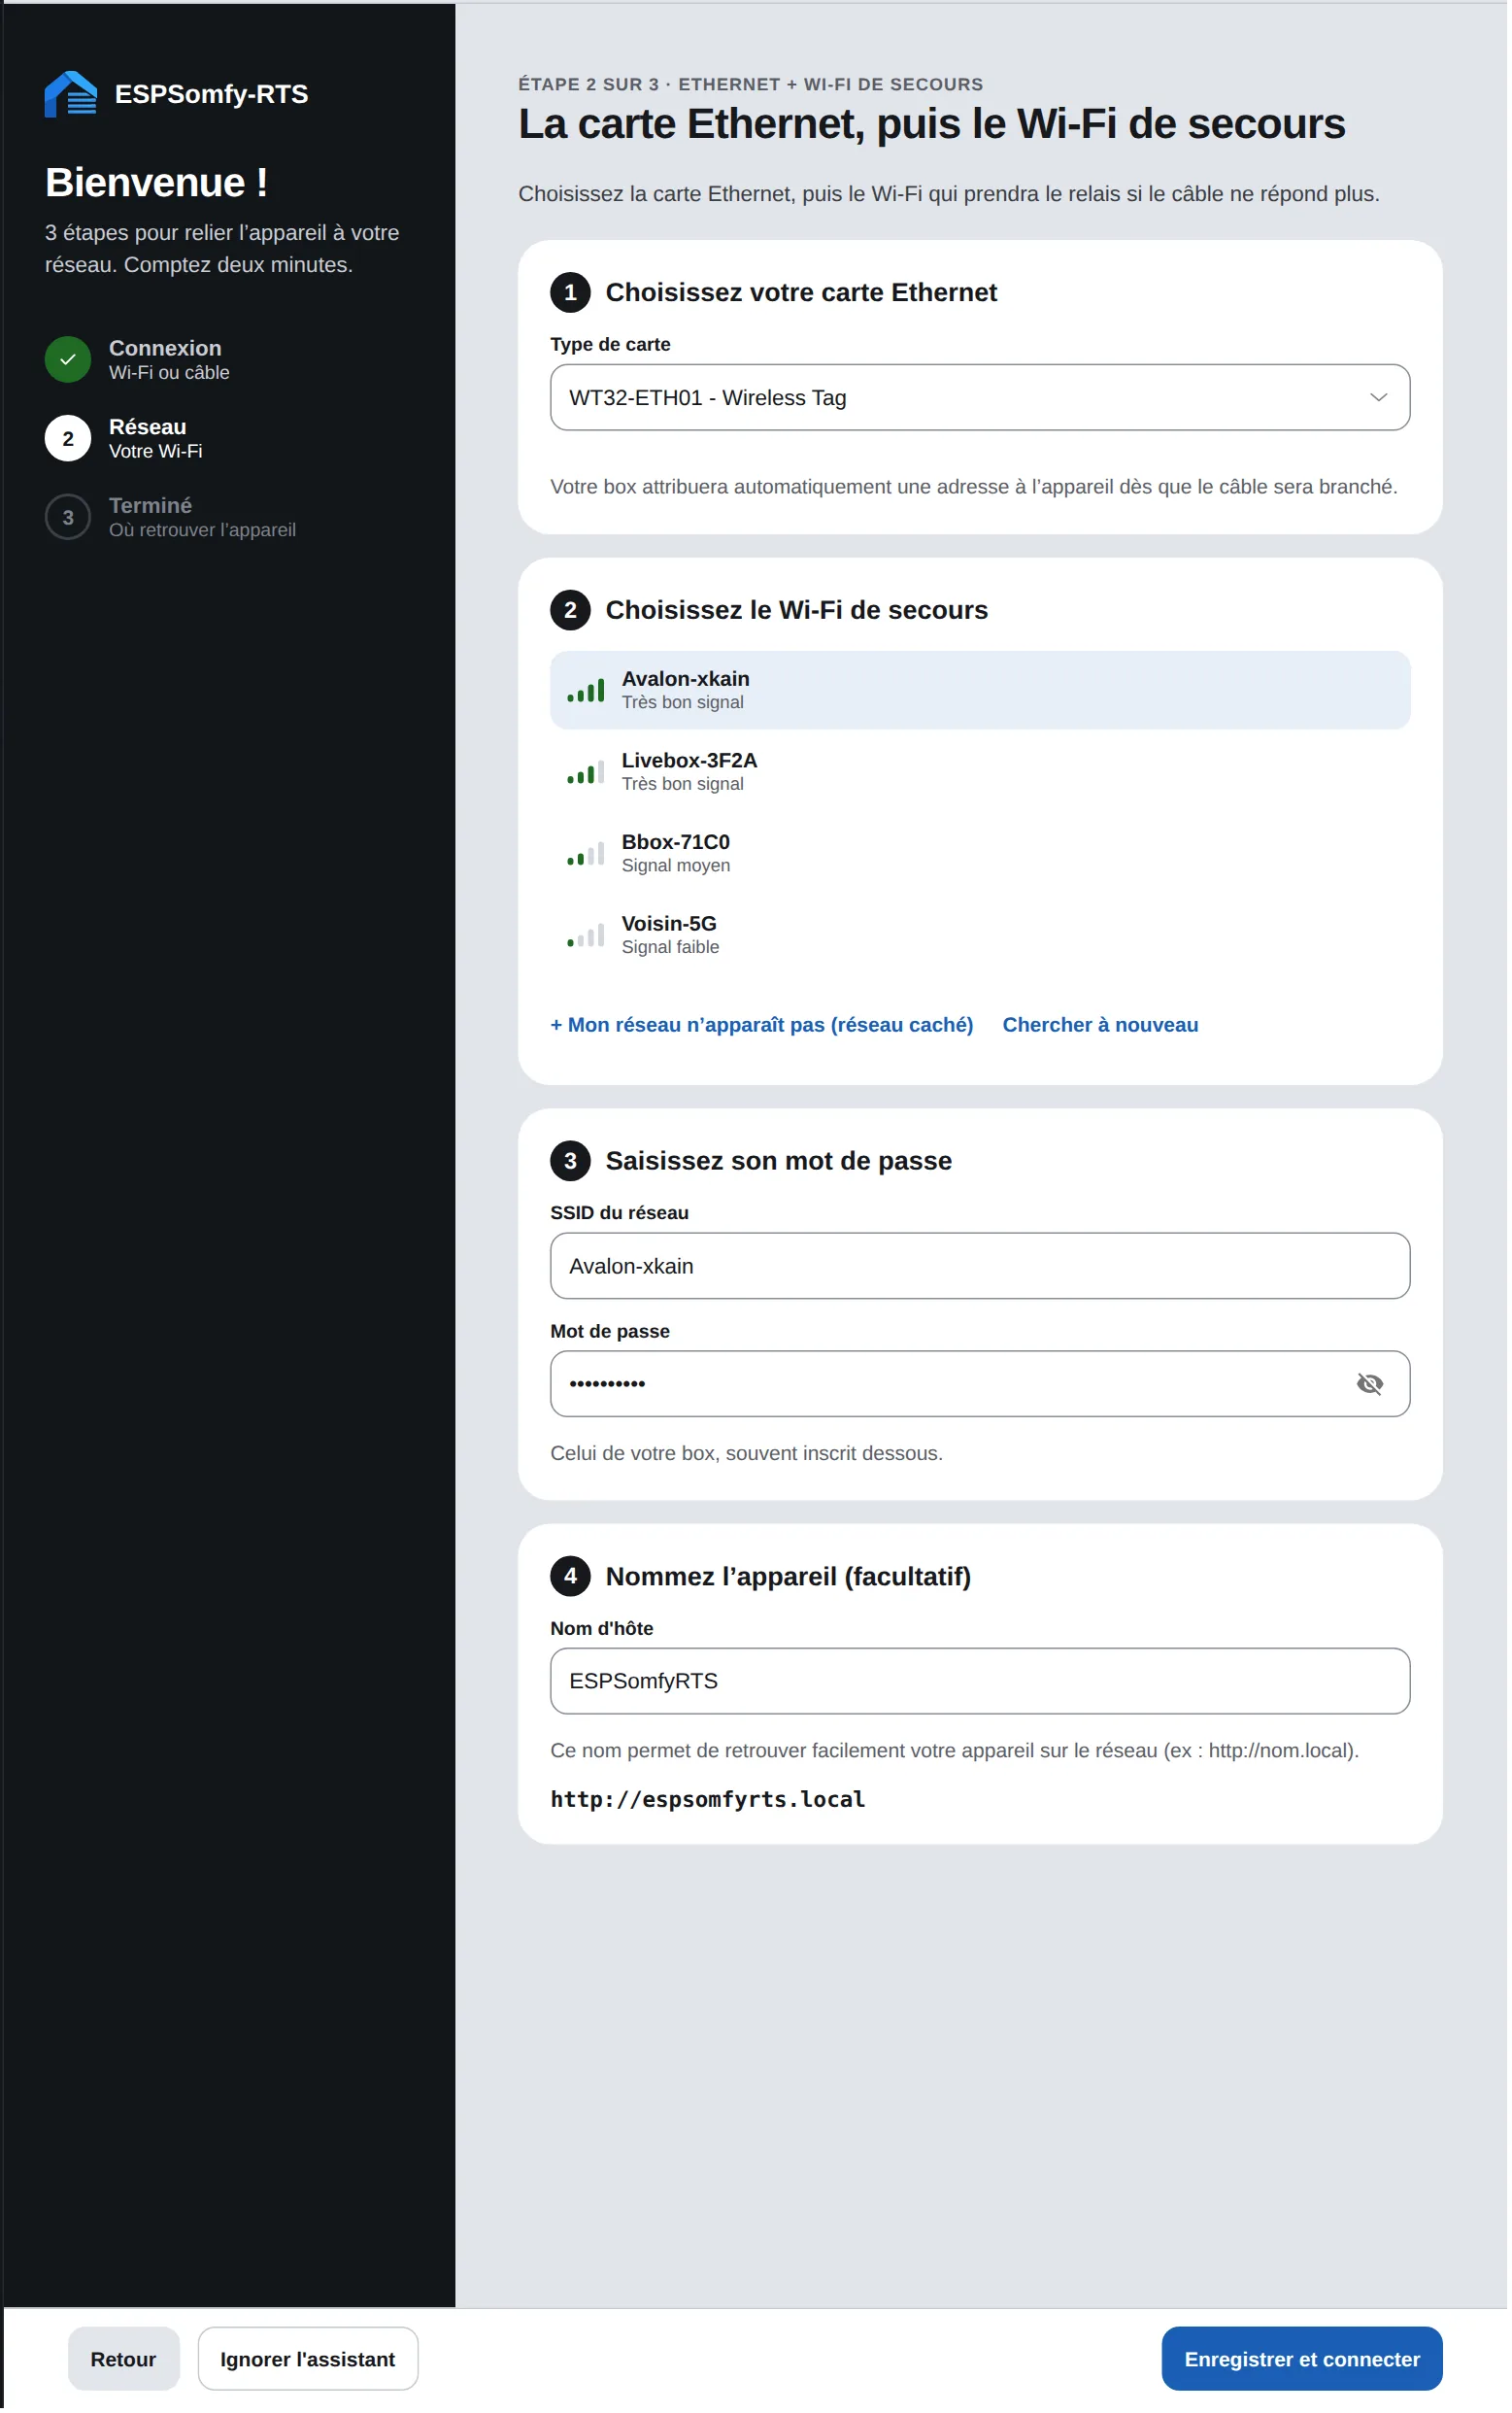 ESPSomfy-RTS
Bienvenue !
3 étapes pour relier l’appareil à votre
réseau. Comptez deux minutes.
Connexion
Wi-Fi ou câble
2
Réseau
Votre Wi-Fi
3
Terminé
Où retrouver l’appareil
ÉTAPE 2 SUR 3 · ETHERNET + WI-FI DE SECOURS
La carte Ethernet, puis le Wi-Fi de secours
Choisissez la carte Ethernet, puis le Wi-Fi qui prendra le relais si le câble ne répond plus.
1 Choisissez votre carte Ethernet
Type de carte
WT32-ETH01 - Wireless Tag
Votre box attribuera automatiquement une adresse à l’appareil dès que le câble sera branché.
2 Choisissez le Wi-Fi de secours
Avalon-xkain
Très bon signal
Livebox-3F2A
Très bon signal
Bbox-71C0
Signal moyen
Voisin-5G
Signal faible
+ Mon réseau n’apparaît pas (réseau caché) Chercher à nouveau
3 Saisissez son mot de passe
SSID du réseau
Avalon-xkain
Mot de passe
••••••••••
Celui de votre box, souvent inscrit dessous.
4 Nommez l’appareil (facultatif)
Nom d'hôte
ESPSomfyRTS
Ce nom permet de retrouver facilement votre appareil sur le réseau (ex : http://nom.local).
http://espsomfyrts.local
Retour Ignorer l'assistant Enregistrer et connecter